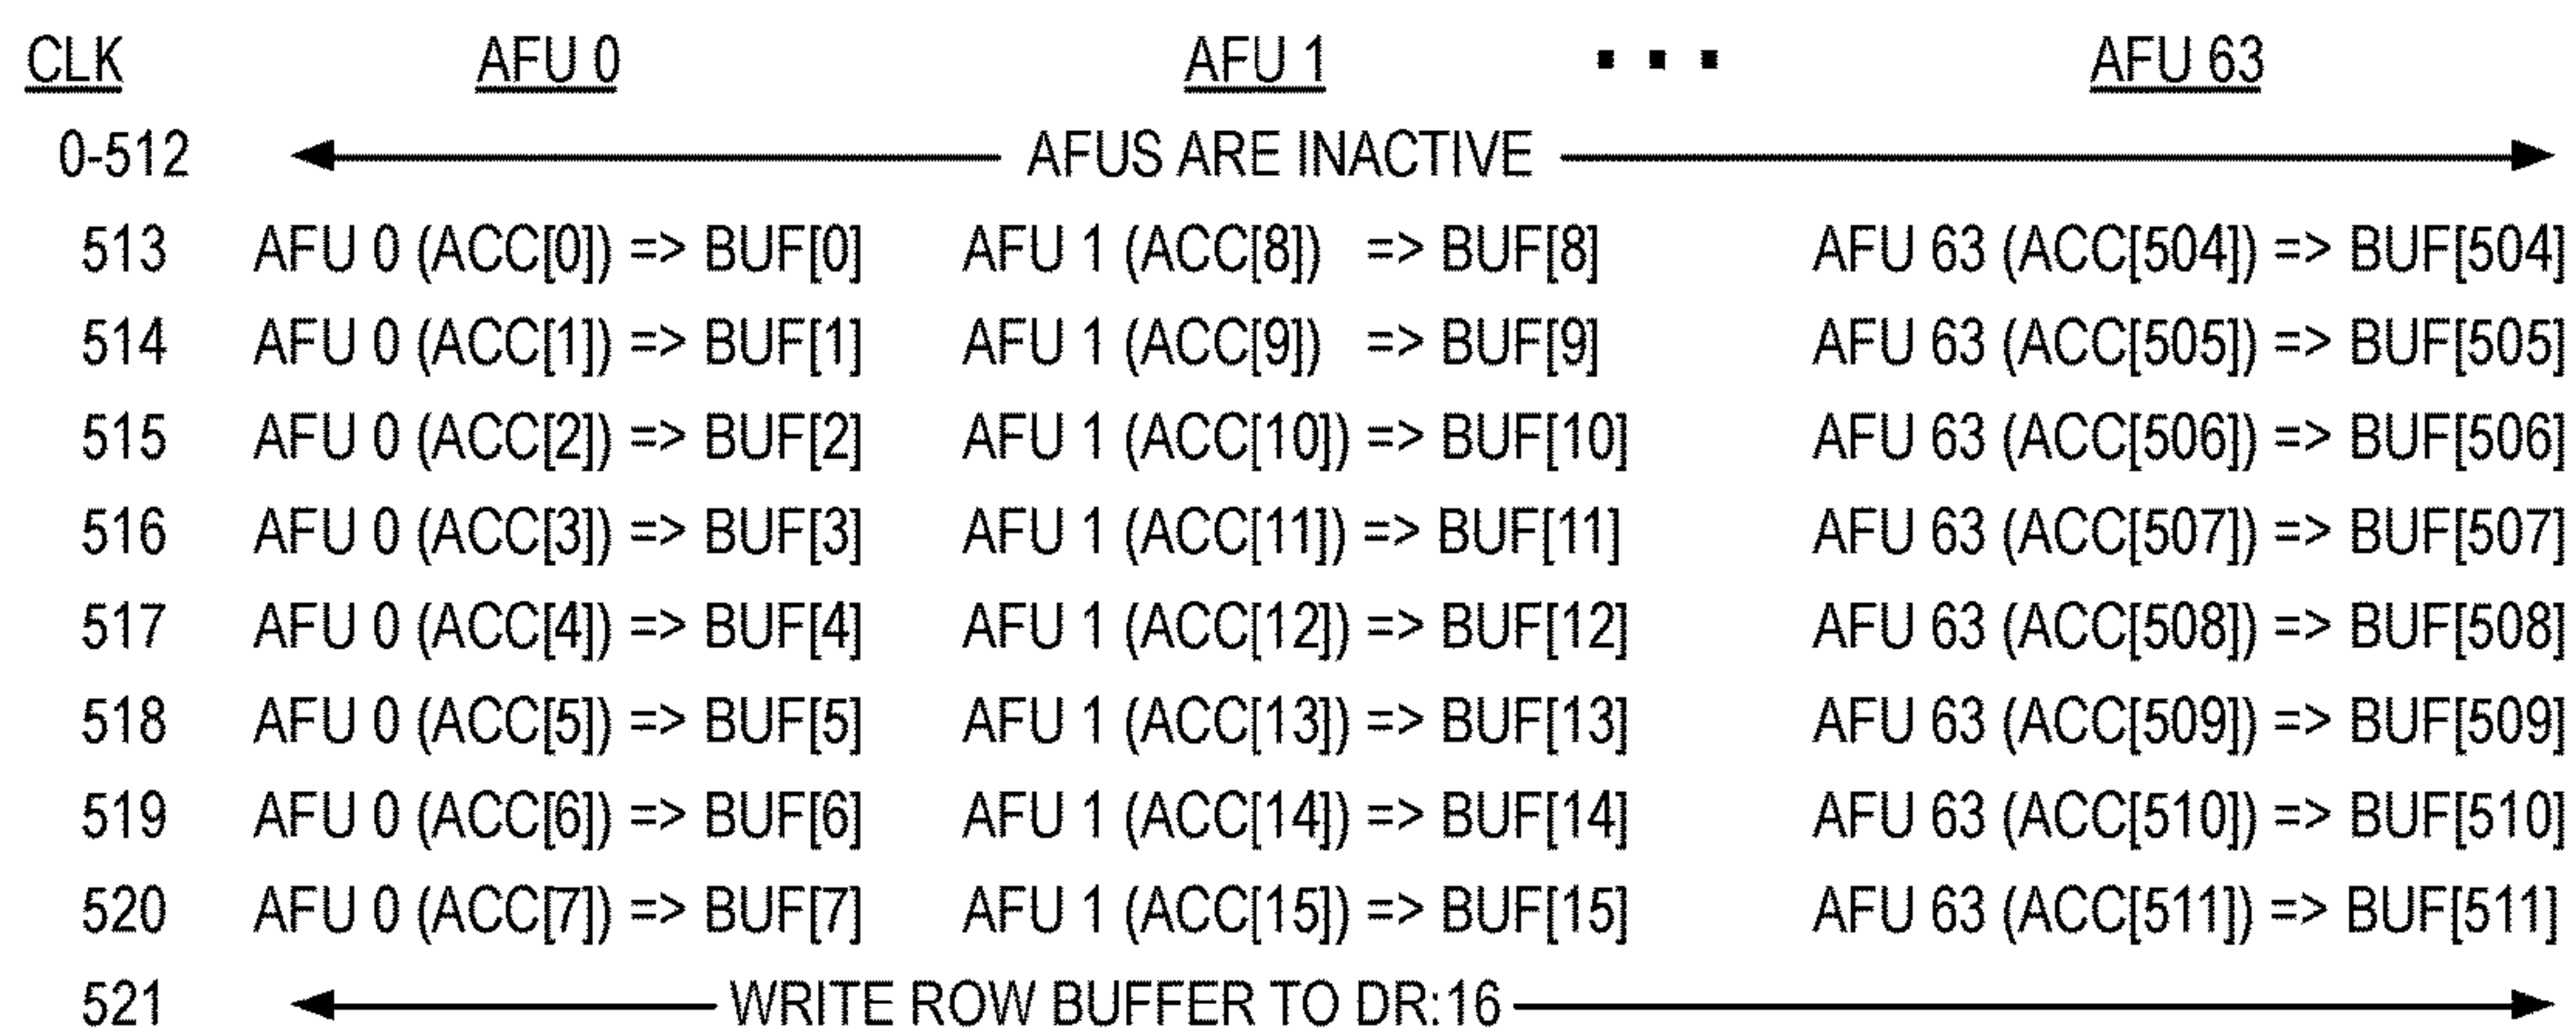 CLK AFU 0 AFU 1 ... AFU 63
0-512 AFUS ARE INACTIVE
513 AFU 0 (ACC[0]) => BUF[0] AFU 1 (ACC[8]) => BUF[8] AFU 63 (ACC[504]) => BUF[504]
514 AFU 0 (ACC[1]) => BUF[1] AFU 1 (ACC[9]) => BUF[9] AFU 63 (ACC[505]) => BUF[505]
515 AFU 0 (ACC[2]) => BUF[2] AFU 1 (ACC[10]) => BUF[10] AFU 63 (ACC[506]) => BUF[506]
516 AFU 0 (ACC[3]) => BUF[3] AFU 1 (ACC[11]) => BUF[11] AFU 63 (ACC[507]) => BUF[507]
517 AFU 0 (ACC[4]) => BUF[4] AFU 1 (ACC[12]) => BUF[12] AFU 63 (ACC[508]) => BUF[508]
518 AFU 0 (ACC[5]) => BUF[5] AFU 1 (ACC[13]) => BUF[13] AFU 63 (ACC[509]) => BUF[509]
519 AFU 0 (ACC[6]) => BUF[6] AFU 1 (ACC[14]) => BUF[14] AFU 63 (ACC[510]) => BUF[510]
520 AFU 0 (ACC[7]) => BUF[7] AFU 1 (ACC[15]) => BUF[15] AFU 63 (ACC[511]) => BUF[511]
521 WRITE ROW BUFFER TO DR:16